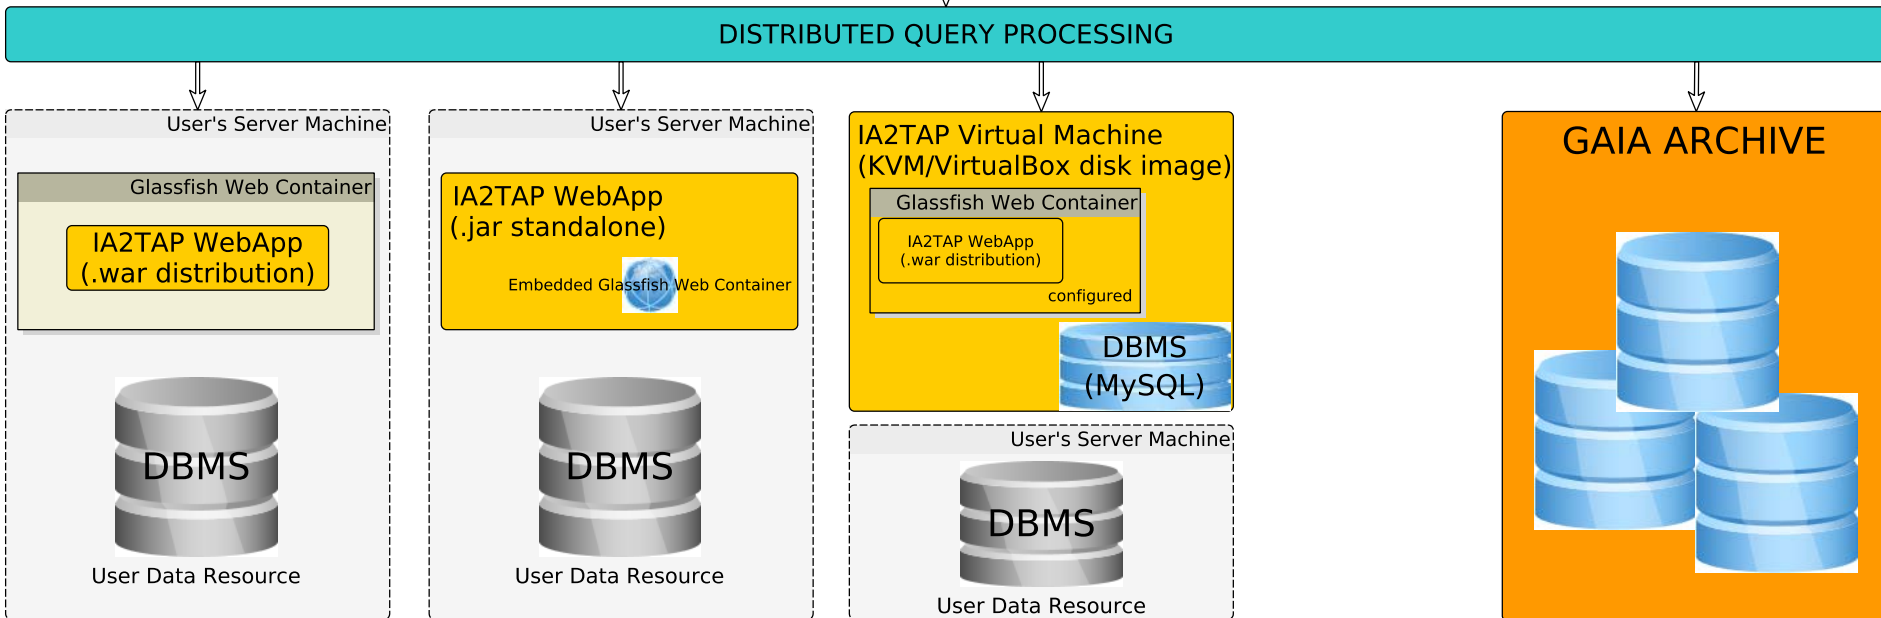 DISTRIBUTED QUERY PROCESSING
User's Server Machine
Glassfish Web Container
IA2TAP WebApp
(.war distribution)
DBMS
User Data Resource
User's Server Machine
IA2TAP WebApp
(.jar standalone)
Embedded Glassfish Web Container
DBMS
User Data Resource
IA2TAP Virtual Machine
(KVM/VirtualBox disk image)
Glassfish Web Container
IA2TAP WebApp
(.war distribution)
configured
DBMS
(MySQL)
User's Server Machine
DBMS
User Data Resource
GAIA ARCHIVE